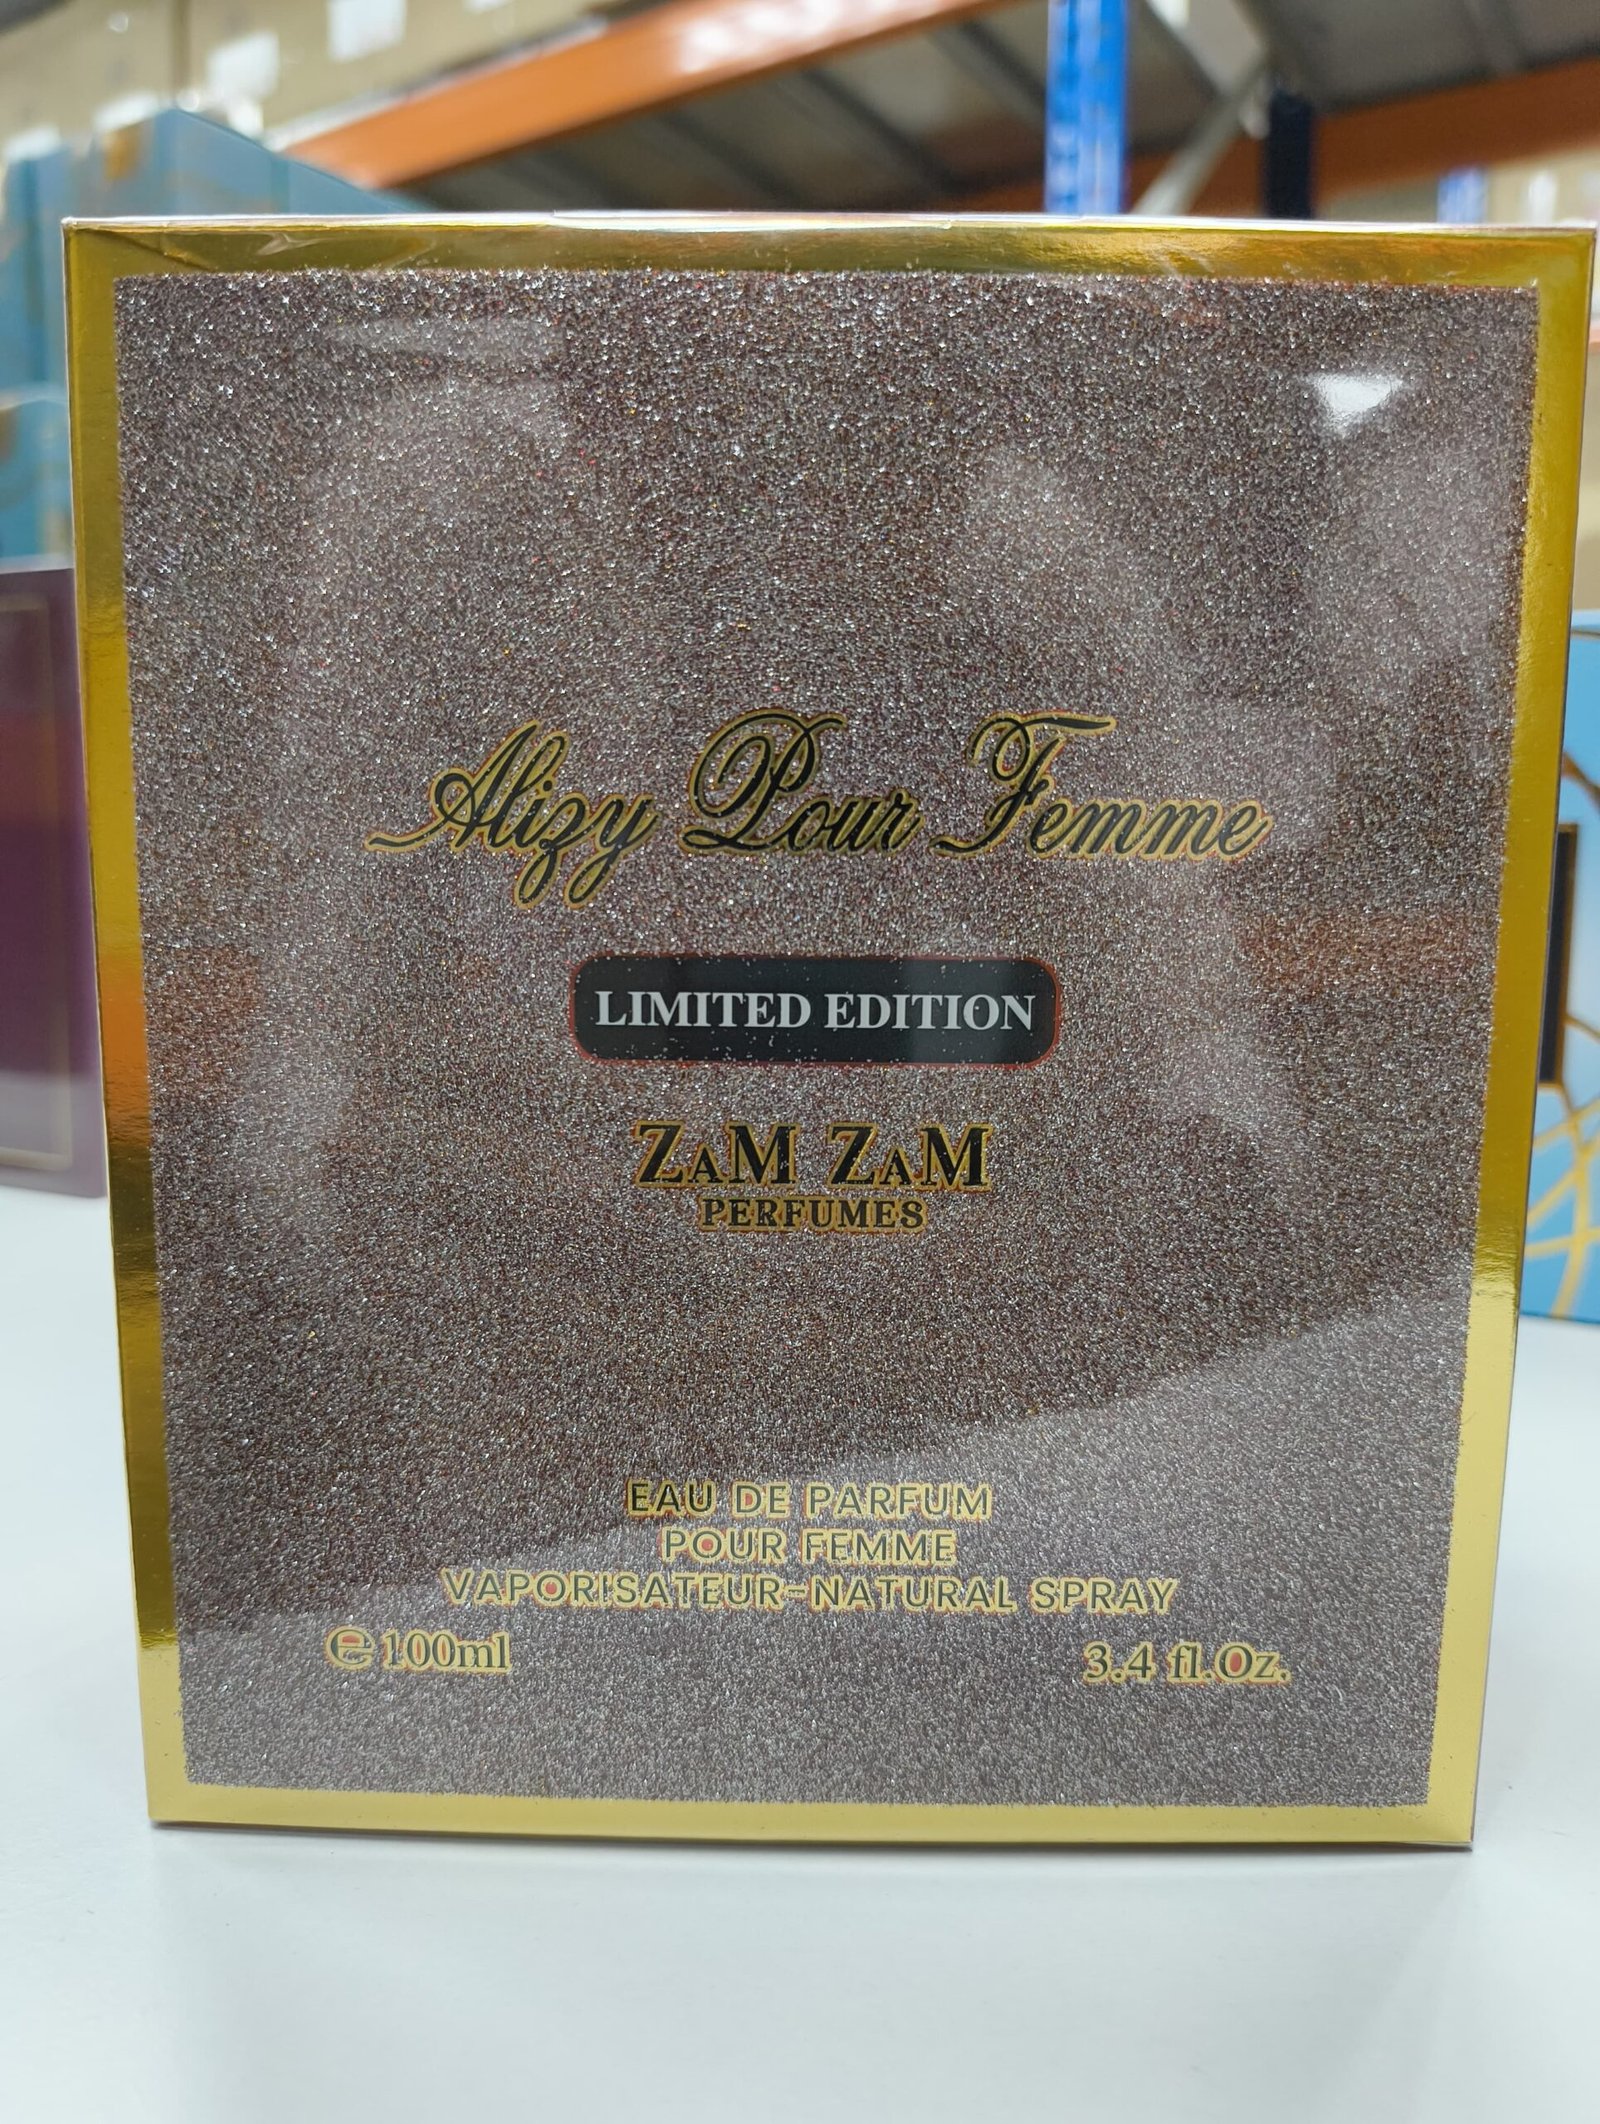 Alizy Pour Femme
LIMITED EDITION
ZAM ZAM
PERFUMES
EAU DE PARFUM
POUR FEMME
VAPORISATEUR-NATURAL SPRAY
℮ 100ml 3.4 fl.Oz.